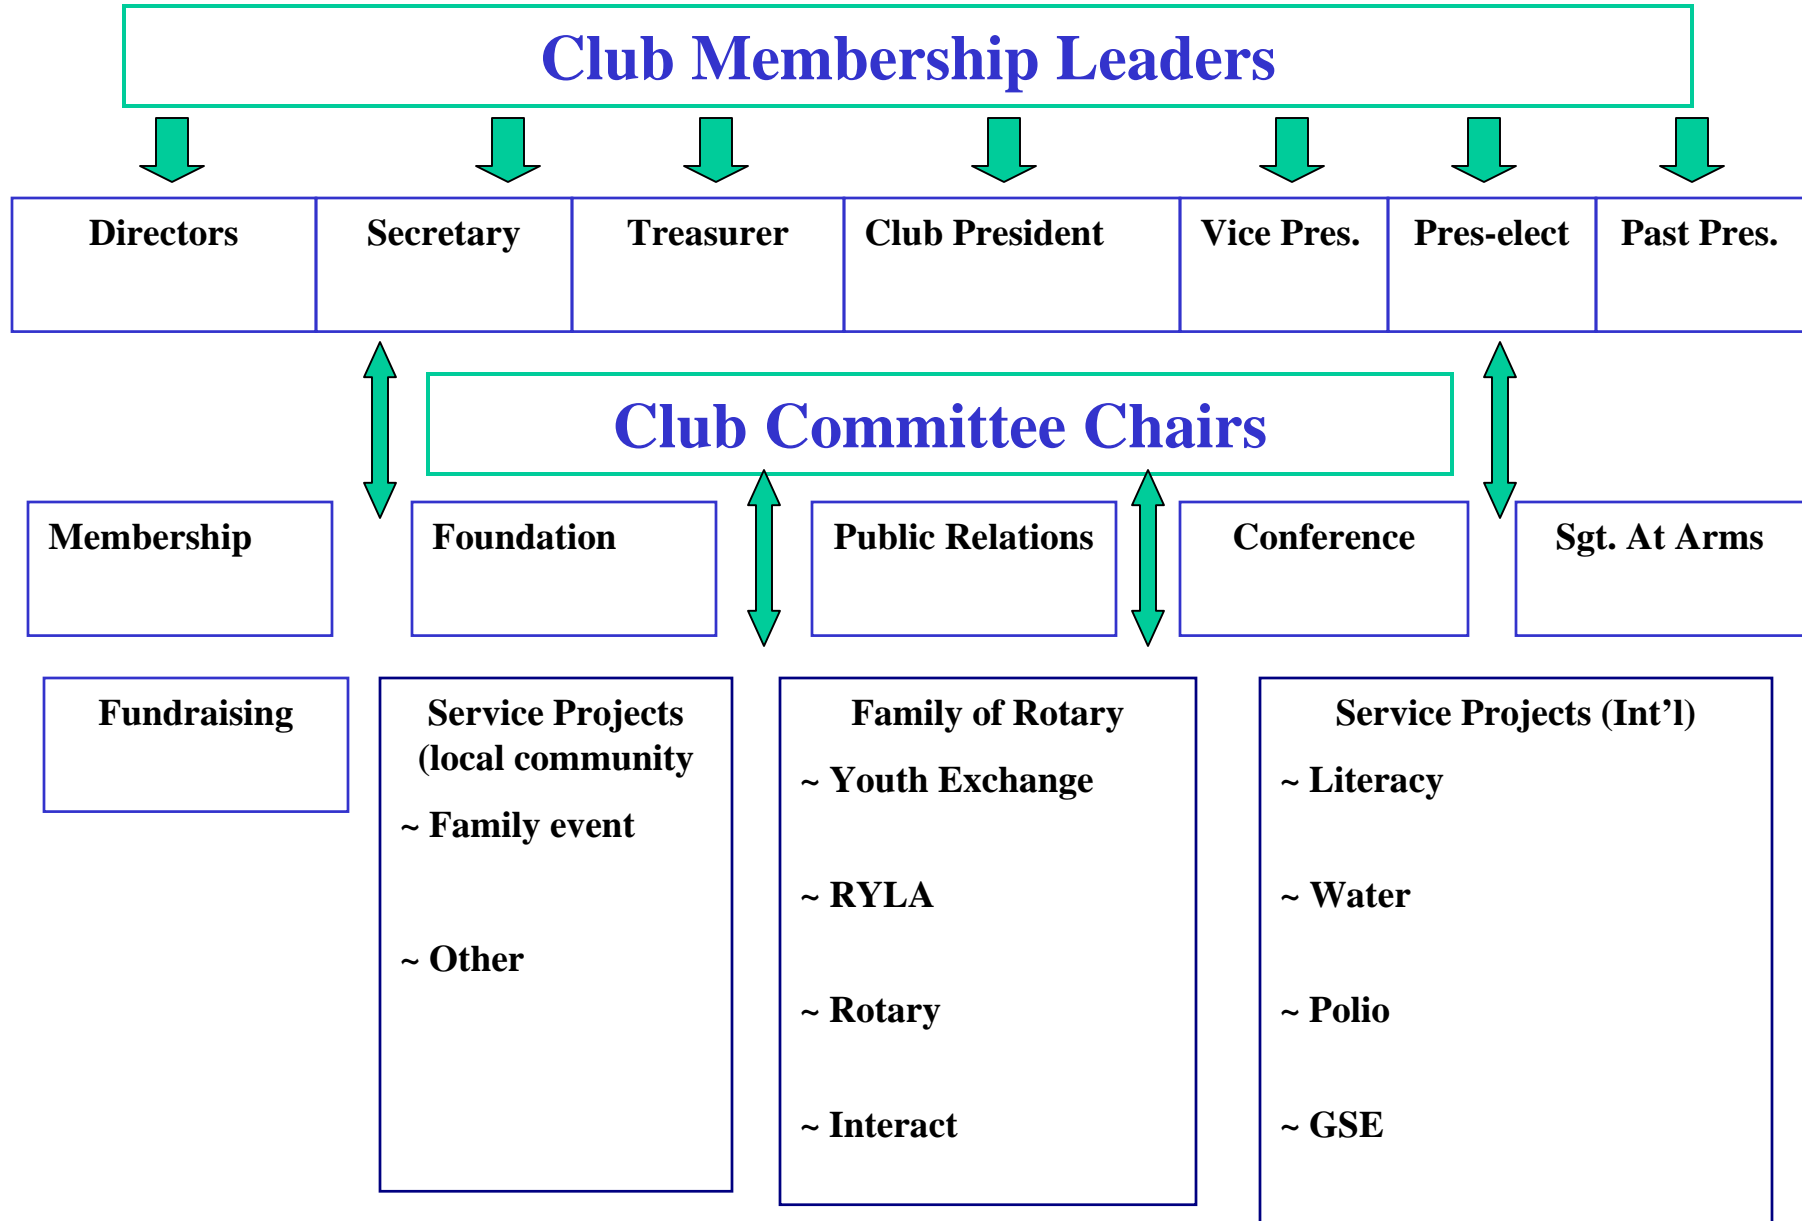 Club Membership Leaders
Directors
Secretary
Treasurer
Club President
Vice Pres.
Pres-elect
Past Pres.
Club Committee Chairs
Membership
Foundation
Public Relations
Conference
Sgt. At Arms
Fundraising
Service Projects
(local community
~ Family event
~ Other
Family of Rotary
~ Youth Exchange
~ RYLA
~ Rotary
~ Interact
Service Projects (Int’l)
~ Literacy
~ Water
~ Polio
~ GSE